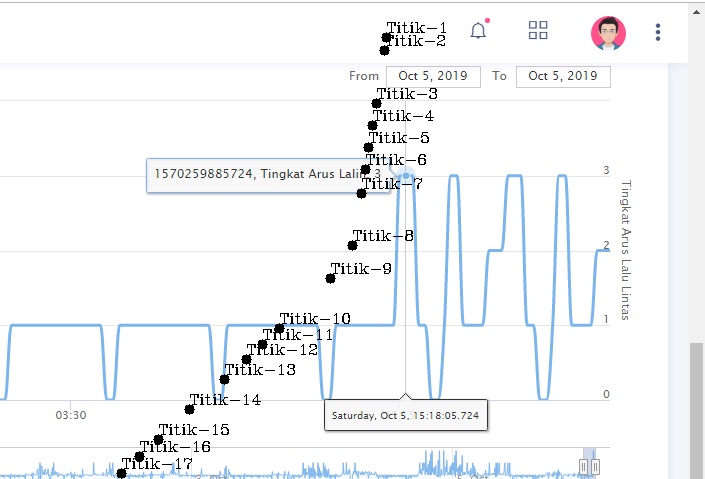 Titik-1
Titik-2
From Oct 5, 2019 To Oct 5, 2019
Titik-3
Titik-4
Titik-5
Titik-6
1570259885724, Tingkat Arus Lalin, 3
Titik-7
3
Tingkat Arus Lalu Lintas
Titik-8
2
Titik-9
Titik-10
1
Titik-11
Titik-12
Titik-13
0
Titik-14
03:30
Saturday, Oct 5, 15:18:05.724
Titik-15
Titik-16
Titik-17